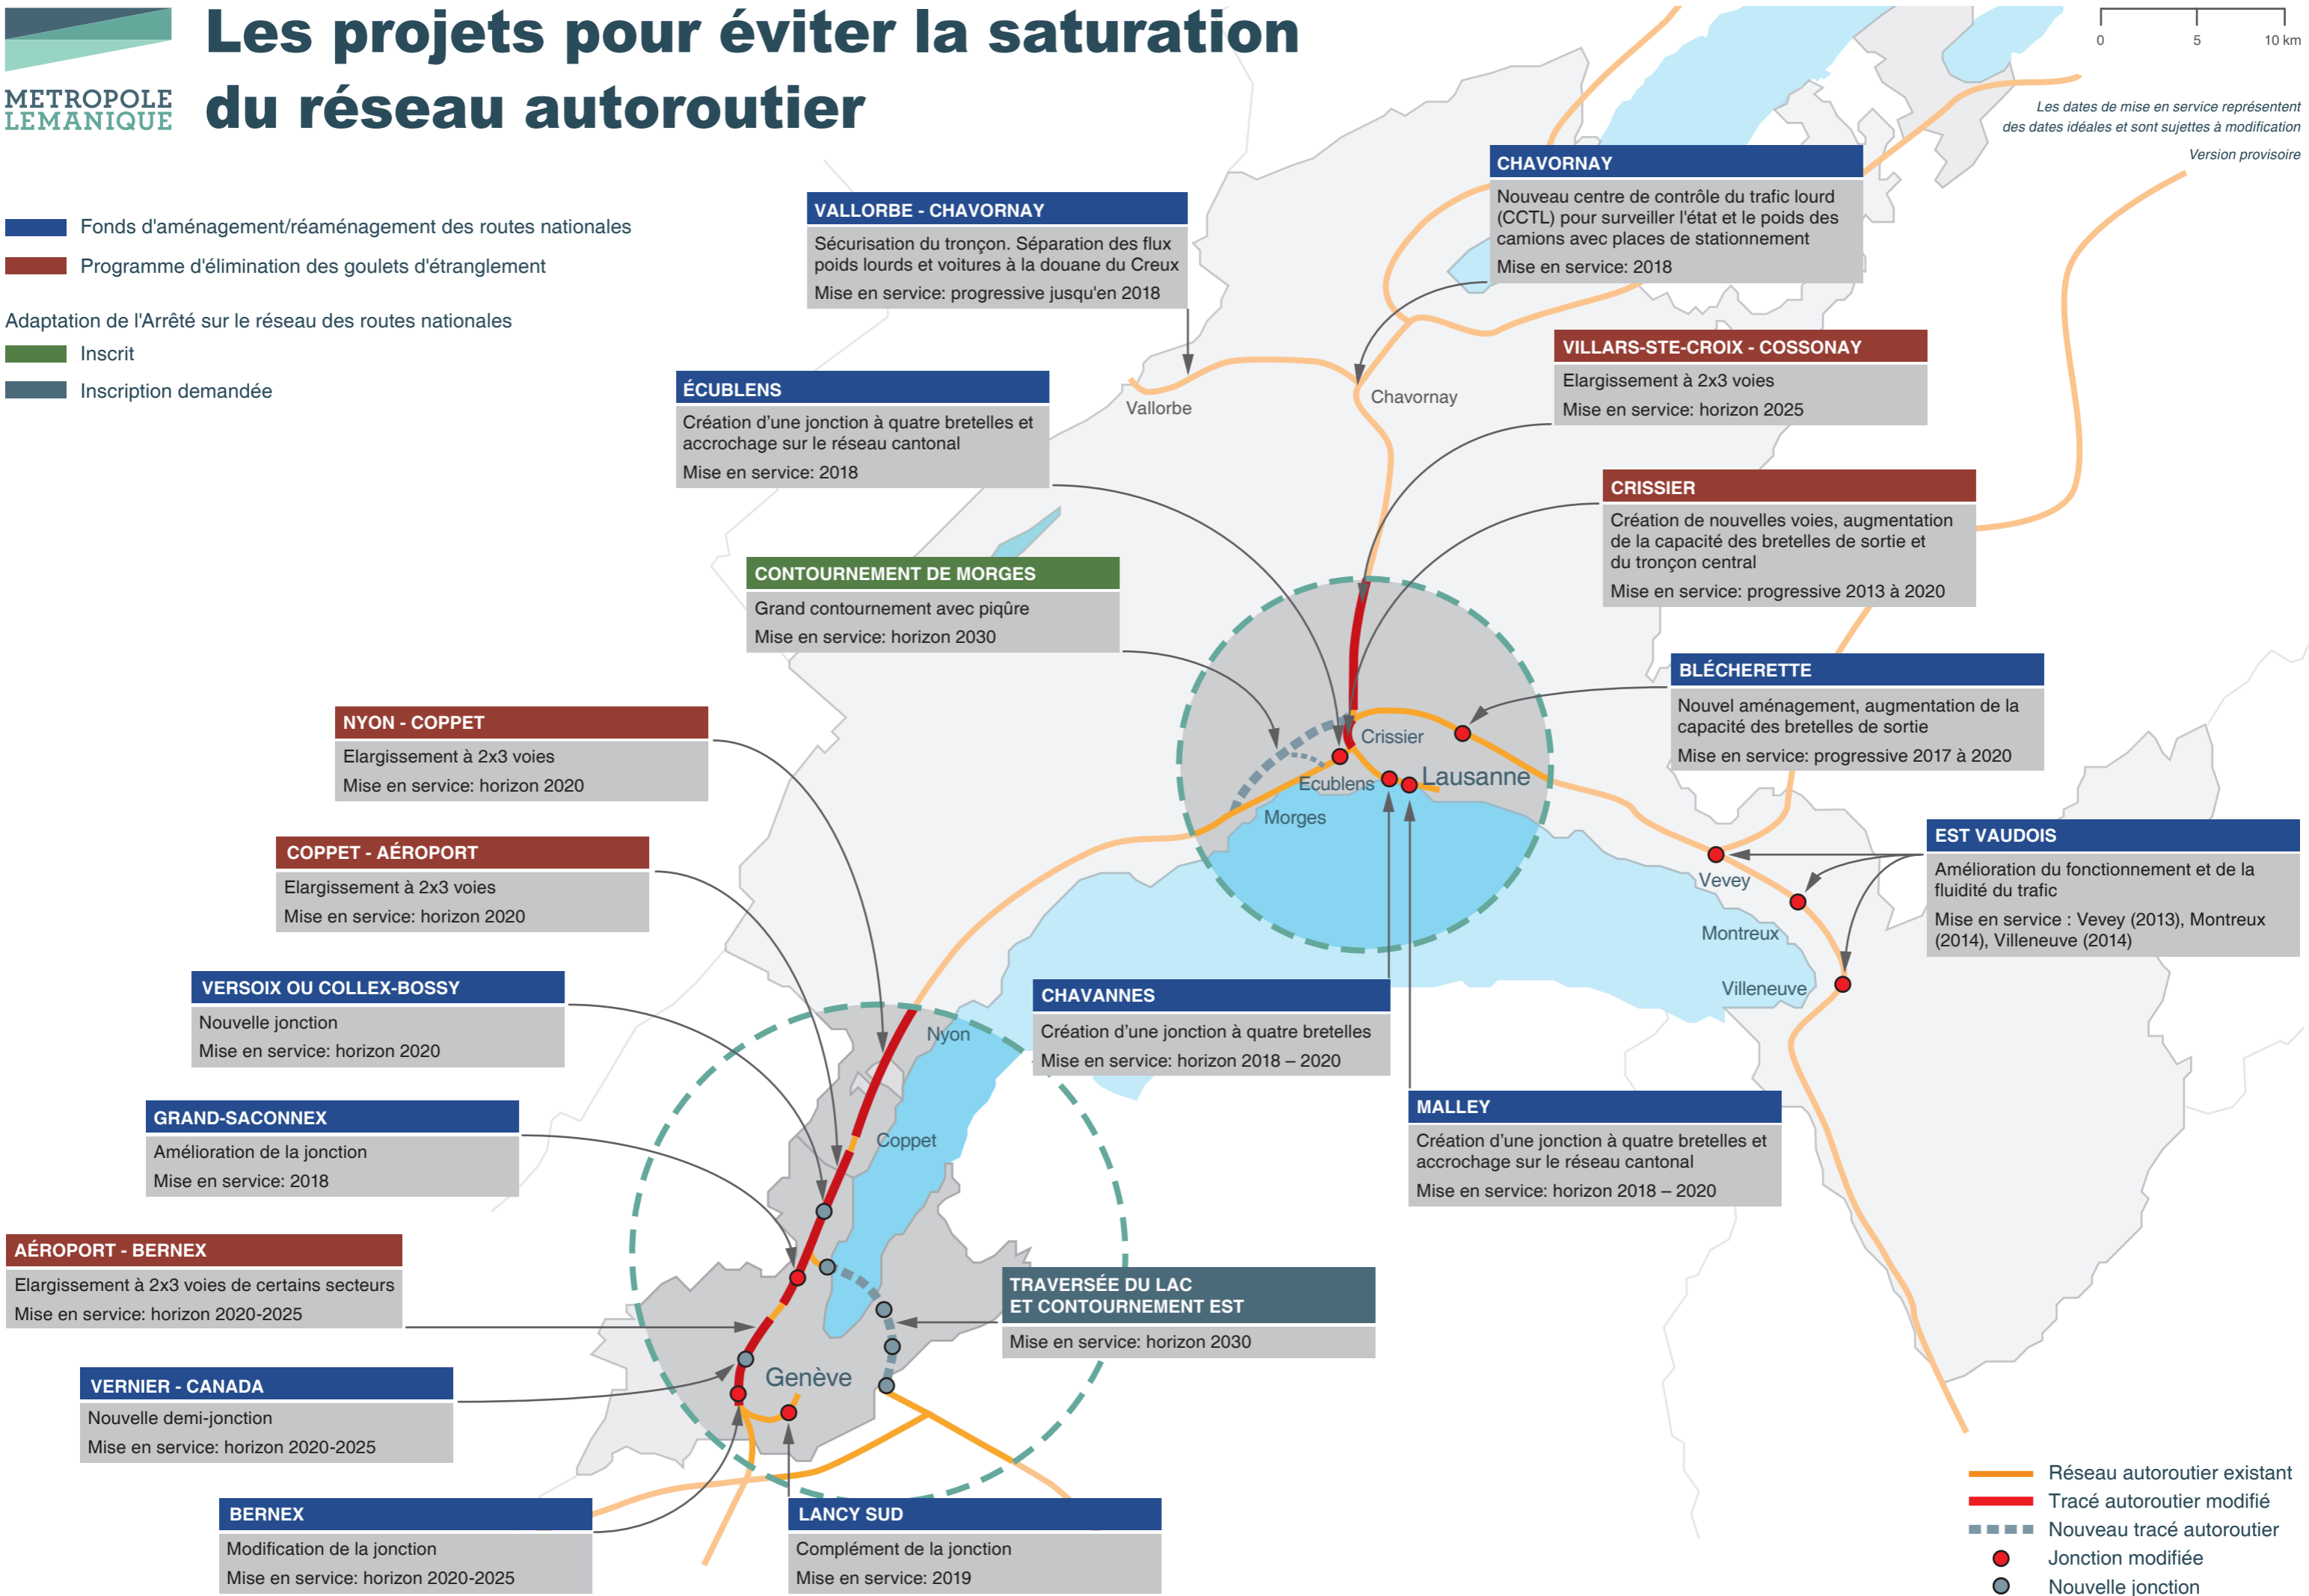 Les projets pour éviter la saturation
du réseau autoroutier
METROPOLE
LEMANIQUE
0 5 10 km
Les dates de mise en service représentent
des dates idéales et sont sujettes à modification
Version provisoire
Fonds d'aménagement/réaménagement des routes nationales
Programme d'élimination des goulets d'étranglement
Adaptation de l'Arrêté sur le réseau des routes nationales
Inscrit
Inscription demandée
CHAVORNAY
Nouveau centre de contrôle du trafic lourd
(CCTL) pour surveiller l'état et le poids des
camions avec places de stationnement
Mise en service: 2018
VALLORBE - CHAVORNAY
Sécurisation du tronçon. Séparation des flux
poids lourds et voitures à la douane du Creux
Mise en service: progressive jusqu'en 2018
VILLARS-STE-CROIX - COSSONAY
Elargissement à 2x3 voies
Mise en service: horizon 2025
ÉCUBLENS
Création d’une jonction à quatre bretelles et
accrochage sur le réseau cantonal
Mise en service: 2018
Vallorbe
Chavornay
CRISSIER
Création de nouvelles voies, augmentation
de la capacité des bretelles de sortie et
du tronçon central
Mise en service: progressive 2013 à 2020
CONTOURNEMENT DE MORGES
Grand contournement avec piqûre
Mise en service: horizon 2030
BLÉCHERETTE
Nouvel aménagement, augmentation de la
capacité des bretelles de sortie
Mise en service: progressive 2017 à 2020
NYON - COPPET
Elargissement à 2x3 voies
Mise en service: horizon 2020
Crissier
Ecublens
Lausanne
Morges
COPPET - AÉROPORT
Elargissement à 2x3 voies
Mise en service: horizon 2020
EST VAUDOIS
Amélioration du fonctionnement et de la
fluidité du trafic
Mise en service : Vevey (2013), Montreux
(2014), Villeneuve (2014)
Vevey
Montreux
Villeneuve
VERSOIX OU COLLEX-BOSSY
Nouvelle jonction
Mise en service: horizon 2020
CHAVANNES
Création d’une jonction à quatre bretelles
Mise en service: horizon 2018 – 2020
Nyon
Coppet
GRAND-SACONNEX
Amélioration de la jonction
Mise en service: 2018
MALLEY
Création d’une jonction à quatre bretelles et
accrochage sur le réseau cantonal
Mise en service: horizon 2018 – 2020
AÉROPORT - BERNEX
Elargissement à 2x3 voies de certains secteurs
Mise en service: horizon 2020-2025
TRAVERSÉE DU LAC
ET CONTOURNEMENT EST
Mise en service: horizon 2030
Genève
VERNIER - CANADA
Nouvelle demi-jonction
Mise en service: horizon 2020-2025
BERNEX
Modification de la jonction
Mise en service: horizon 2020-2025
LANCY SUD
Complément de la jonction
Mise en service: 2019
Réseau autoroutier existant
Tracé autoroutier modifié
Nouveau tracé autoroutier
Jonction modifiée
Nouvelle jonction